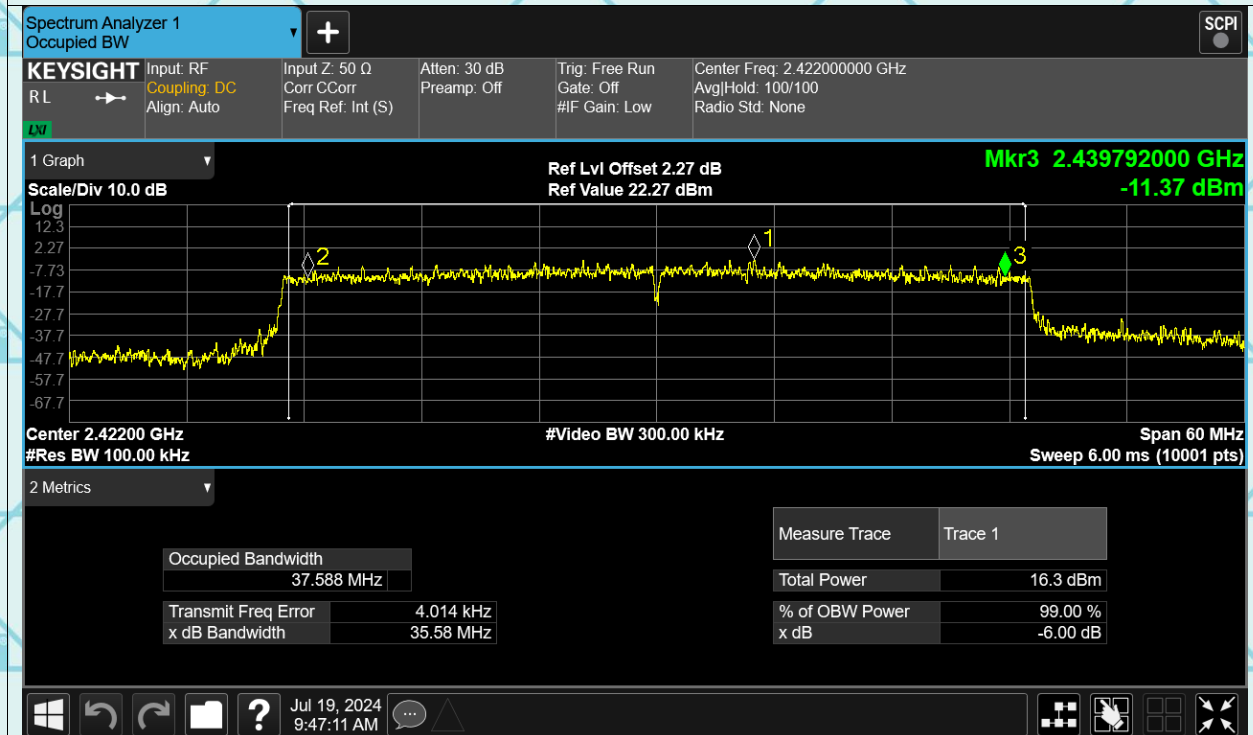 Spectrum Analyzer 1
Occupied BW
+
SCPI
KEYSIGHT
RL
LXI
Input: RF
Coupling: DC
Align: Auto
Input Z: 50 Ω
Corr CCorr
Freq Ref: Int (S)
Atten: 30 dB
Preamp: Off
Trig: Free Run
Gate: Off
#IF Gain: Low
Center Freq: 2.422000000 GHz
Avg|Hold: 100/100
Radio Std: None
1 Graph
Scale/Div 10.0 dB
Ref Lvl Offset 2.27 dB
Ref Value 22.27 dBm
Mkr3 2.439792000 GHz
-11.37 dBm
Log
12.3
2.27
-7.73
-17.7
-27.7
-37.7
-47.7
-57.7
-67.7
2
1
3
Center 2.42200 GHz
#Video BW 300.00 kHz
Span 60 MHz
#Res BW 100.00 kHz
Sweep 6.00 ms (10001 pts)
2 Metrics
Measure Trace Trace 1
Occupied Bandwidth
37.588 MHz
Total Power 16.3 dBm
Transmit Freq Error 4.014 kHz
% of OBW Power 99.00 %
x dB Bandwidth 35.58 MHz
x dB -6.00 dB
?
Jul 19, 2024
9:47:11 AM